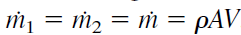 ṁ₁ = ṁ₂ = ṁ = ρAV